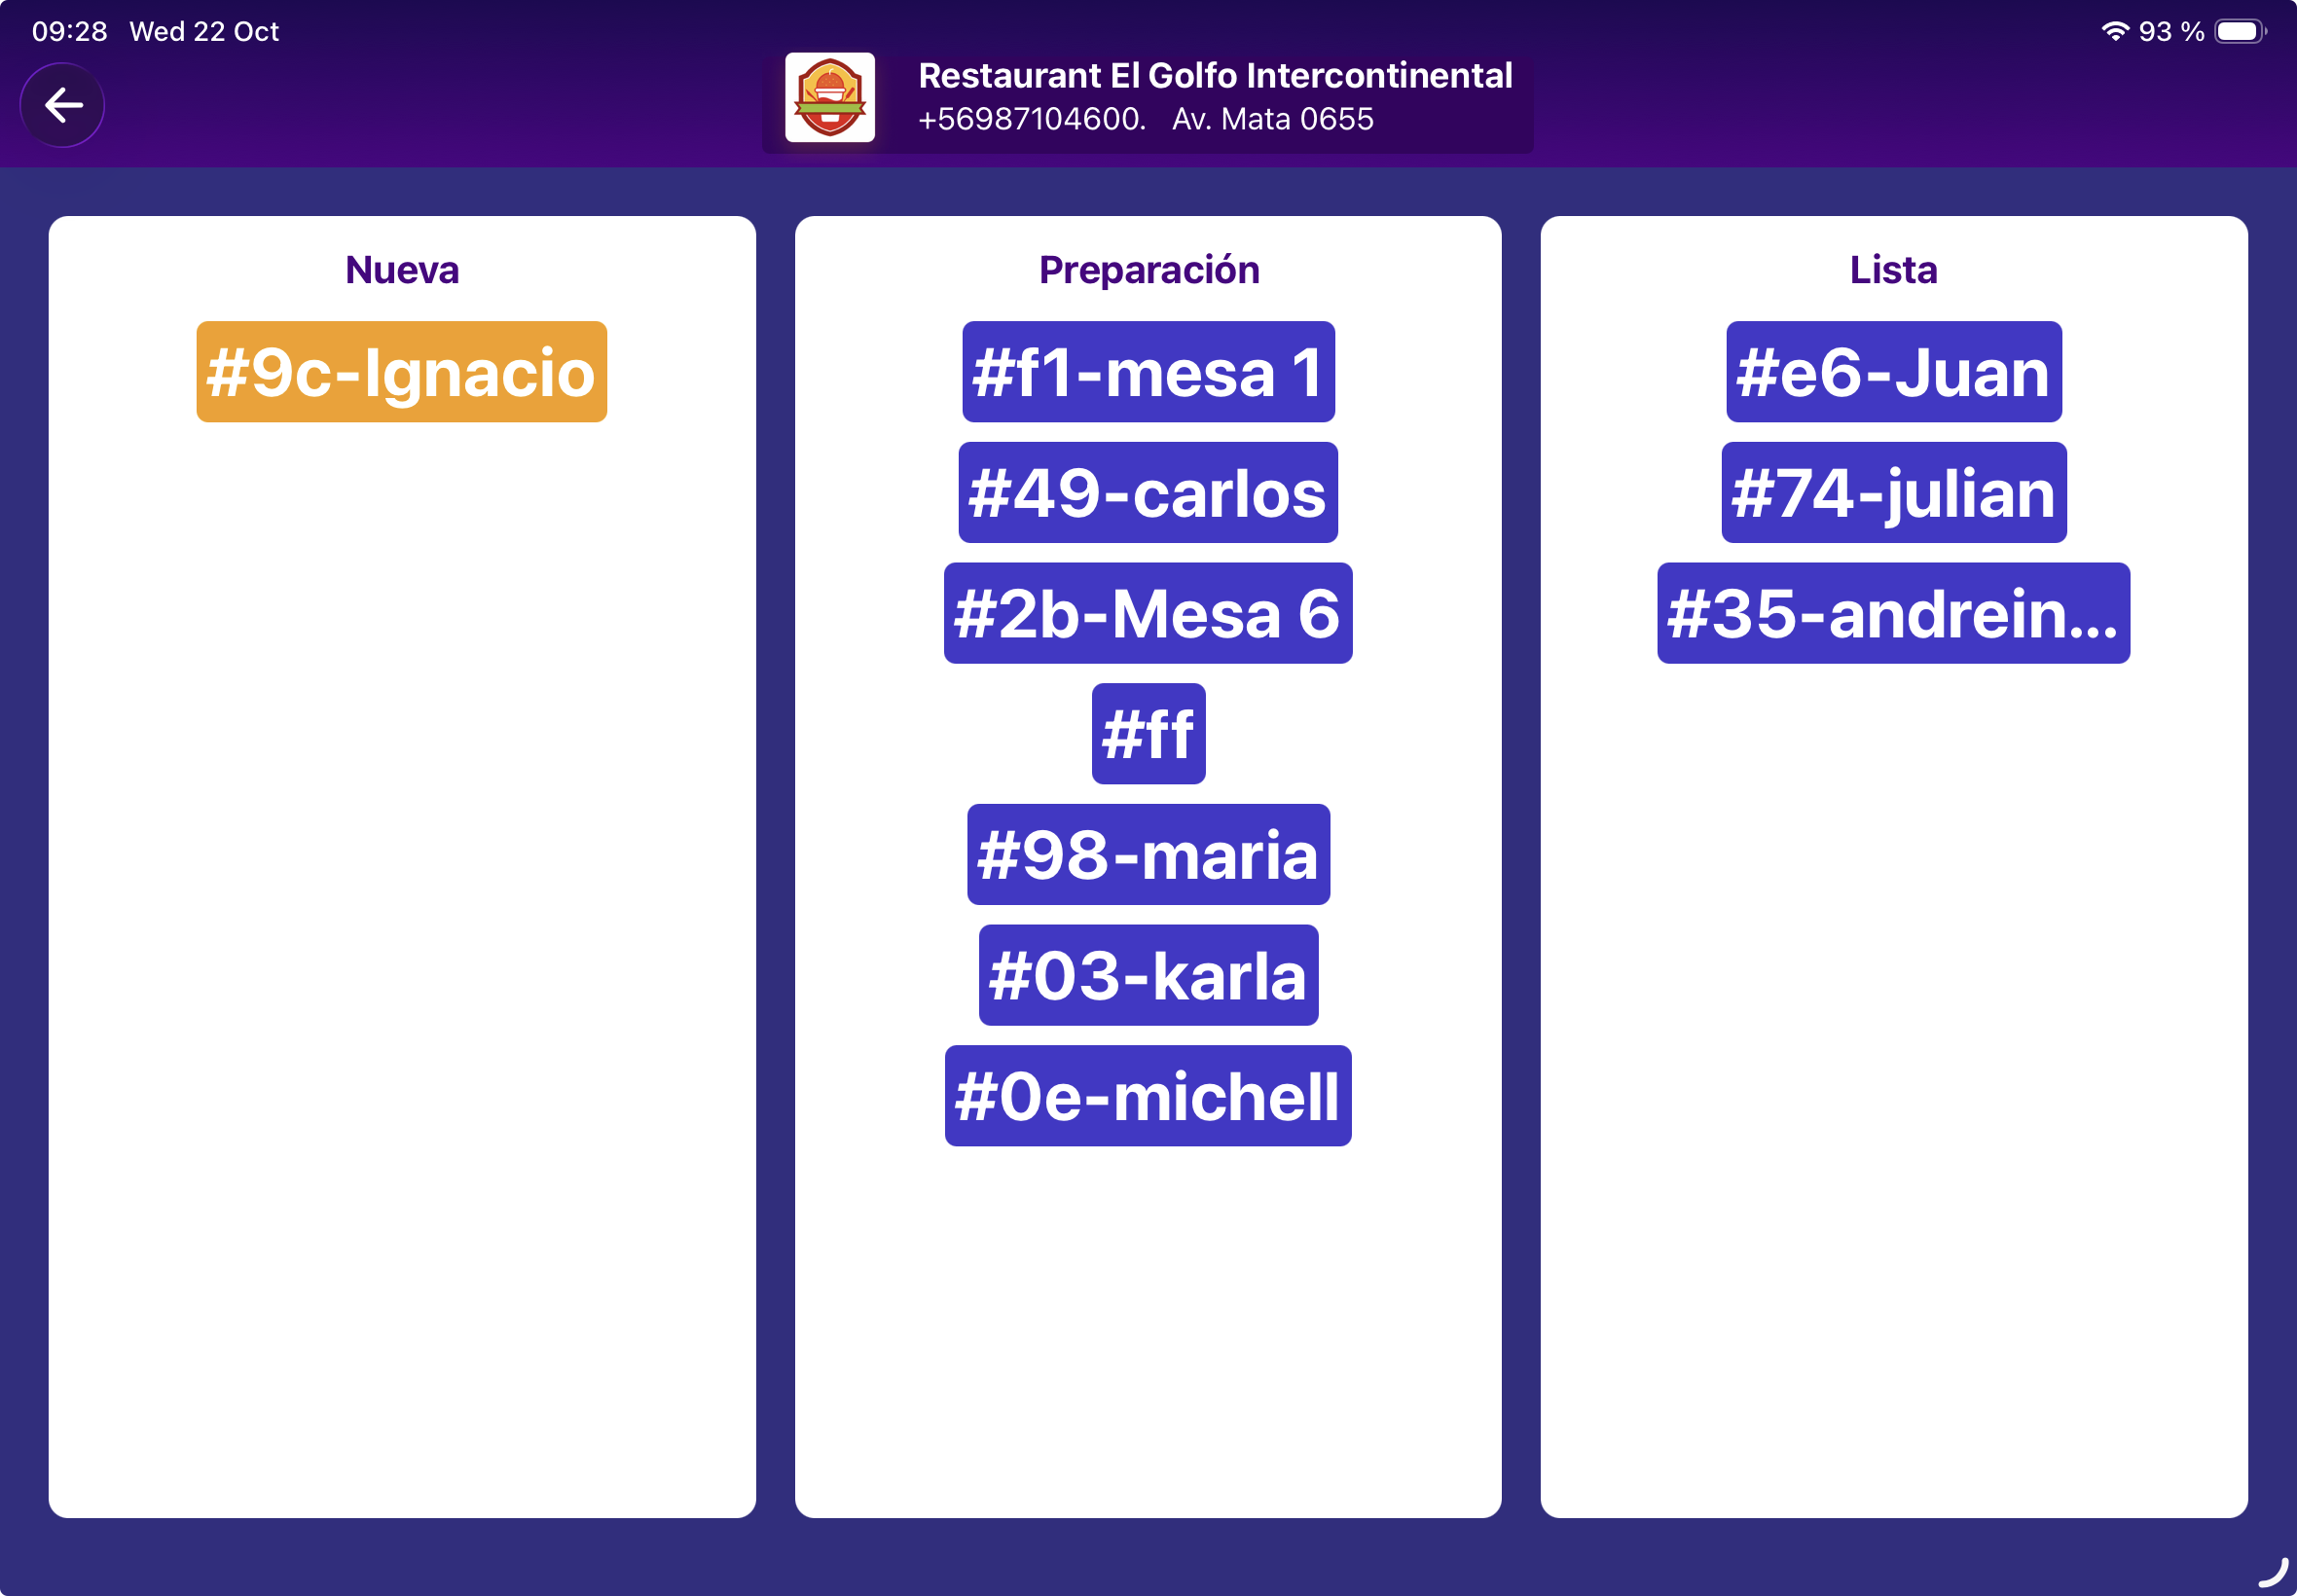 09:28 Wed 22 Oct
93 %
Restaurant El Golfo Intercontinental
+56987104600. Av. Mata 0655
Nueva
#9c-Ignacio
Preparación
#f1-mesa 1
#49-carlos
#2b-Mesa 6
#ff
#98-maria
#03-karla
#0e-michell
Lista
#e6-Juan
#74-julian
#35-andrein...